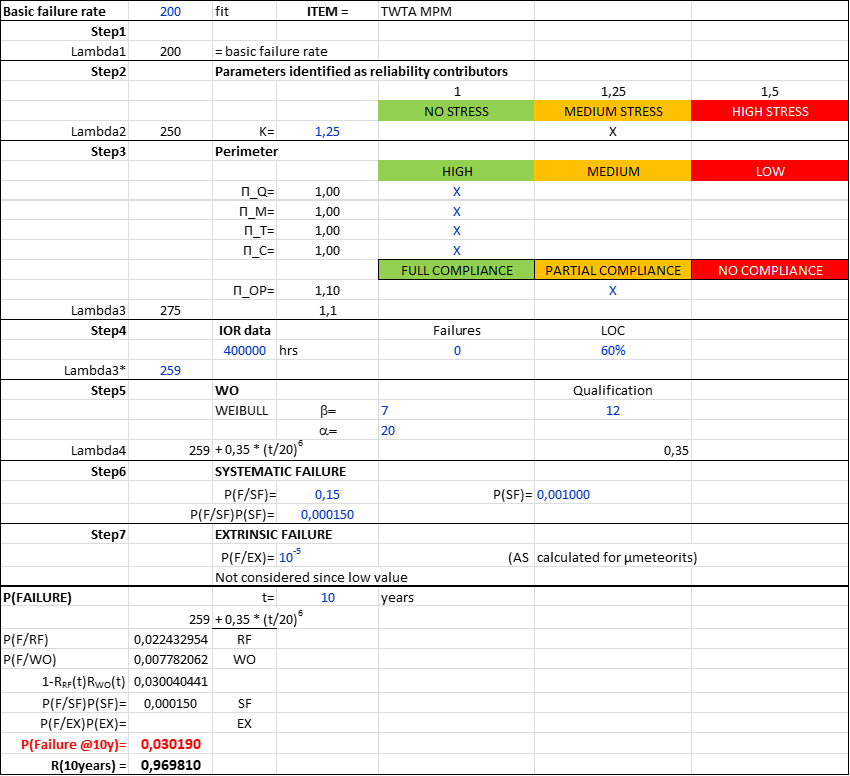 Basic failure rate 200 fit ITEM = TWTA MPM
Step1
Lambda1 200 = basic failure rate
Step2 Parameters identified as reliability contributors
1 1,25 1,5
NO STRESS MEDIUM STRESS HIGH STRESS
Lambda2 250 K= 1,25 X
Step3 Perimeter
HIGH MEDIUM LOW
Π_Q= 1,00 X
Π_M= 1,00 X
Π_T= 1,00 X
Π_C= 1,00 X
FULL COMPLIANCE PARTIAL COMPLIANCE NO COMPLIANCE
Π_OP= 1,10 X
Lambda3 275 1,1
Step4 IOR data Failures LOC
400000 hrs 0 60%
Lambda3* 259
Step5 WO Qualification
WEIBULL β= 7 12
α= 20
Lambda4 259 + 0,35 * (t/20)⁶ 0,35
Step6 SYSTEMATIC FAILURE
P(F/SF)= 0,15 P(SF)= 0,001000
P(F/SF)P(SF)= 0,000150
Step7 EXTRINSIC FAILURE
P(F/EX)= 10⁻⁵ (AS calculated for µmeteorits)
Not considered since low value
P(FAILURE) t= 10 years
259 + 0,35 * (t/20)⁶
P(F/RF) 0,022432954 RF
P(F/WO) 0,007782062 WO
1-RRF(t)RWO(t) 0,030040441
P(F/SF)P(SF)= 0,000150 SF
P(F/EX)P(EX)= EX
P(Failure @10y)= 0,030190
R(10years) = 0,969810